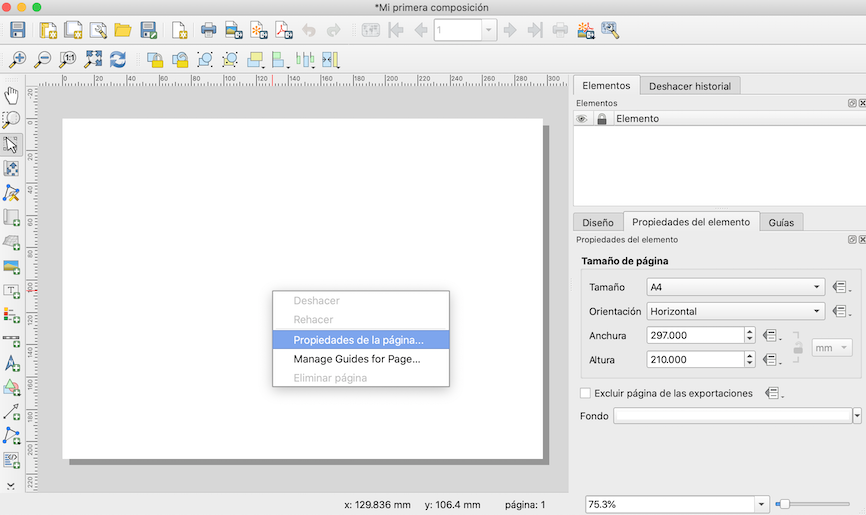 *Mi primera composición
1
0 20 40 60 80 100 120 140 160 180 200 220 240 260 280 300
Elementos
Deshacer historial
Elementos
Elemento
Diseño
Propiedades del elemento
Guías
Propiedades del elemento
Tamaño de página
Tamaño
A4
Orientación
Horizontal
Anchura
297.000
mm
Altura
210.000
Excluir página de las exportaciones
Fondo
Deshacer
Rehacer
Propiedades de la página...
Manage Guides for Page...
Eliminar página
x: 129.836 mm
y: 106.4 mm
página: 1
75.3%